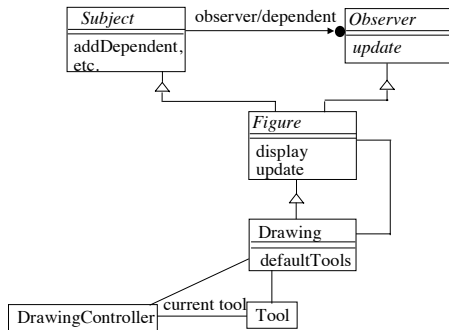 Subject
observer/dependent
Observer
addDependent,
etc.
update
Figure
display
update
Drawing
defaultTools
current tool
DrawingController
Tool